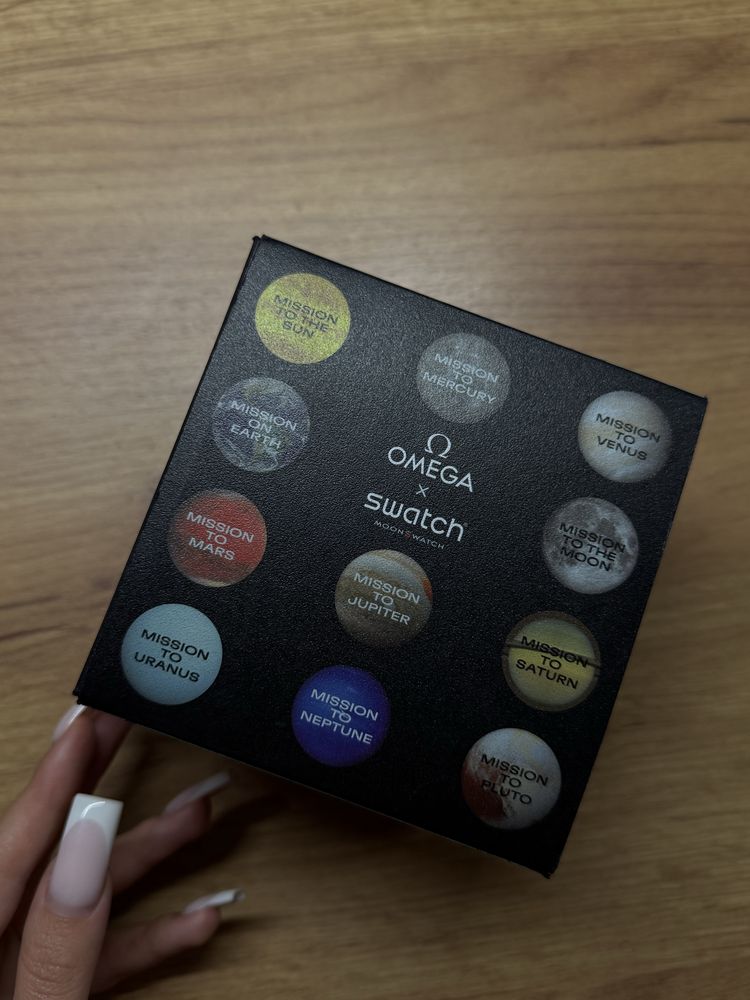 MISSION
TO THE
SUN
MISSION
TO
MERCURY
MISSION
TO
VENUS
MISSION
ON
EARTH
Ω
OMEGA
×
swatch®
MOONSWATCH
MISSION
TO
MARS
MISSION
TO THE
MOON
MISSION
TO
JUPITER
MISSION
TO
URANUS
MISSION
TO
SATURN
MISSION
TO
NEPTUNE
MISSION
TO
PLUTO